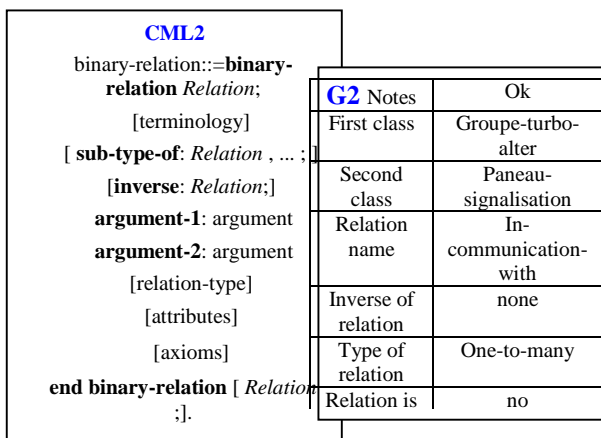 CML2
binary-relation::=binary-
relation Relation;
[terminology]
[ sub-type-of: Relation , ... ; ]
[inverse: Relation;]
argument-1: argument
argument-2: argument
[relation-type]
[attributes]
[axioms]
end binary-relation [ Relation
;].
G2 Notes Ok
First class Groupe-turbo-
alter
Second Paneau-
class signalisation
Relation In-
name communication-
with
Inverse of none
relation
Type of One-to-many
relation
Relation is no